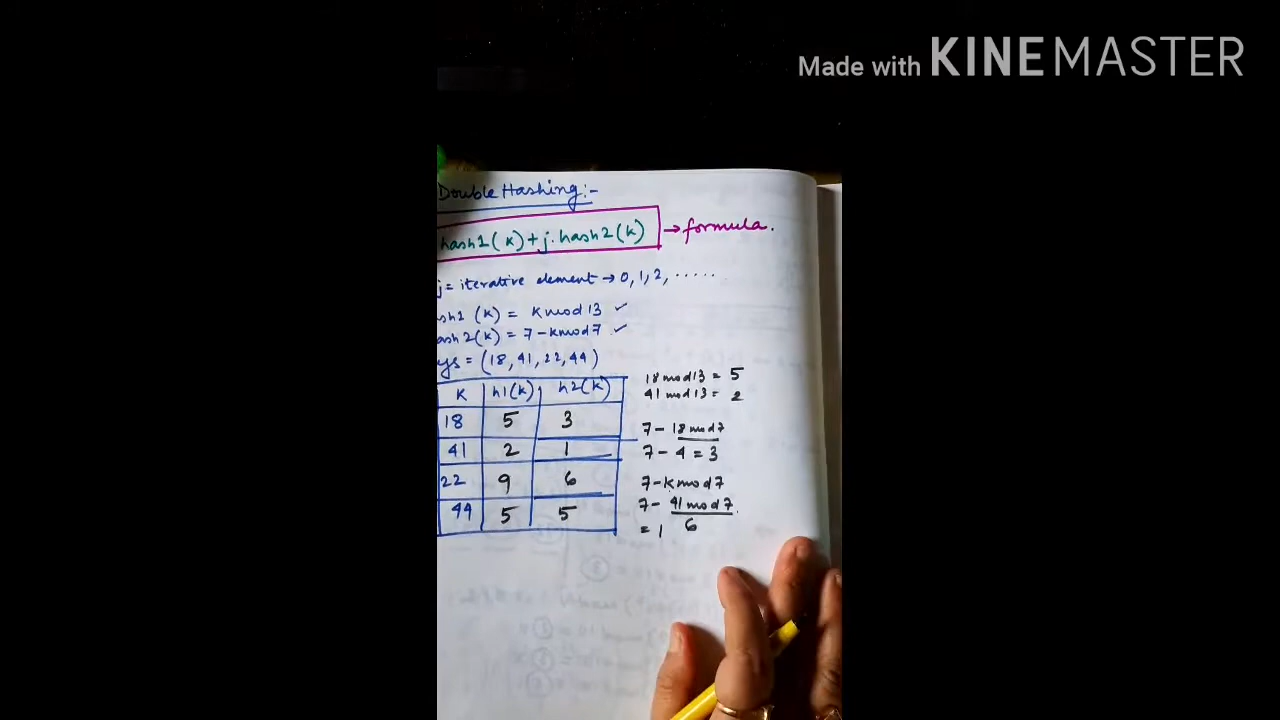 Made with KINEMASTER
Double Hashing:-
hash1(k)+j.hash2(k) → formula.
j = iterative element → 0, 1, 2, .....
sh1 (k) = k mod 13 ✓
ash2(k) = 7 - k mod 7 ✓
ys = (18, 41, 22, 44)
K h1(k) h2(k)
18 5 3
41 2 1
22 9 6
44 5 5
18 mod 13 = 5
41 mod 13 = 2
7 - 18 mod 7
7 - 4 = 3
7 - k mod 7
7 - 41 mod 7
= 1 6